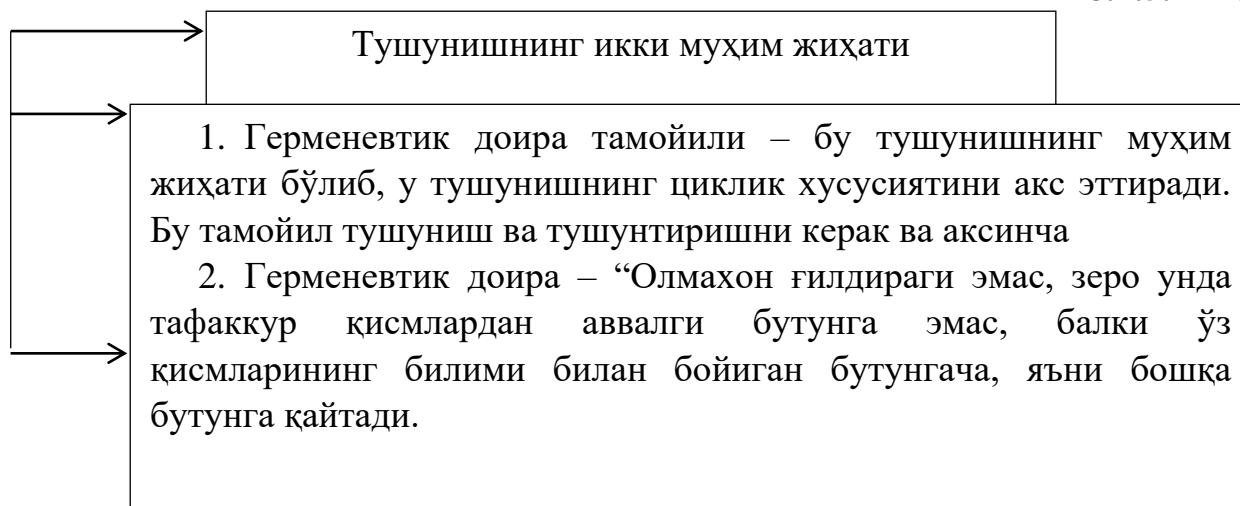 Тушунишнинг икки муҳим жиҳати
1. Герменевтик доира тамойили – бу тушунишнинг муҳим
жиҳати бўлиб, у тушунишнинг циклик хусусиятини акс эттиради.
Бу тамойил тушуниш ва тушунтиришни керак ва аксинча
2. Герменевтик доира – “Олмахон ғилдираги эмас, зеро унда
тафаккур қисмлардан аввалги бутунга эмас, балки ўз
қисмларининг билими билан бойиган бутунгача, яъни бошқа
бутунга қайтади.